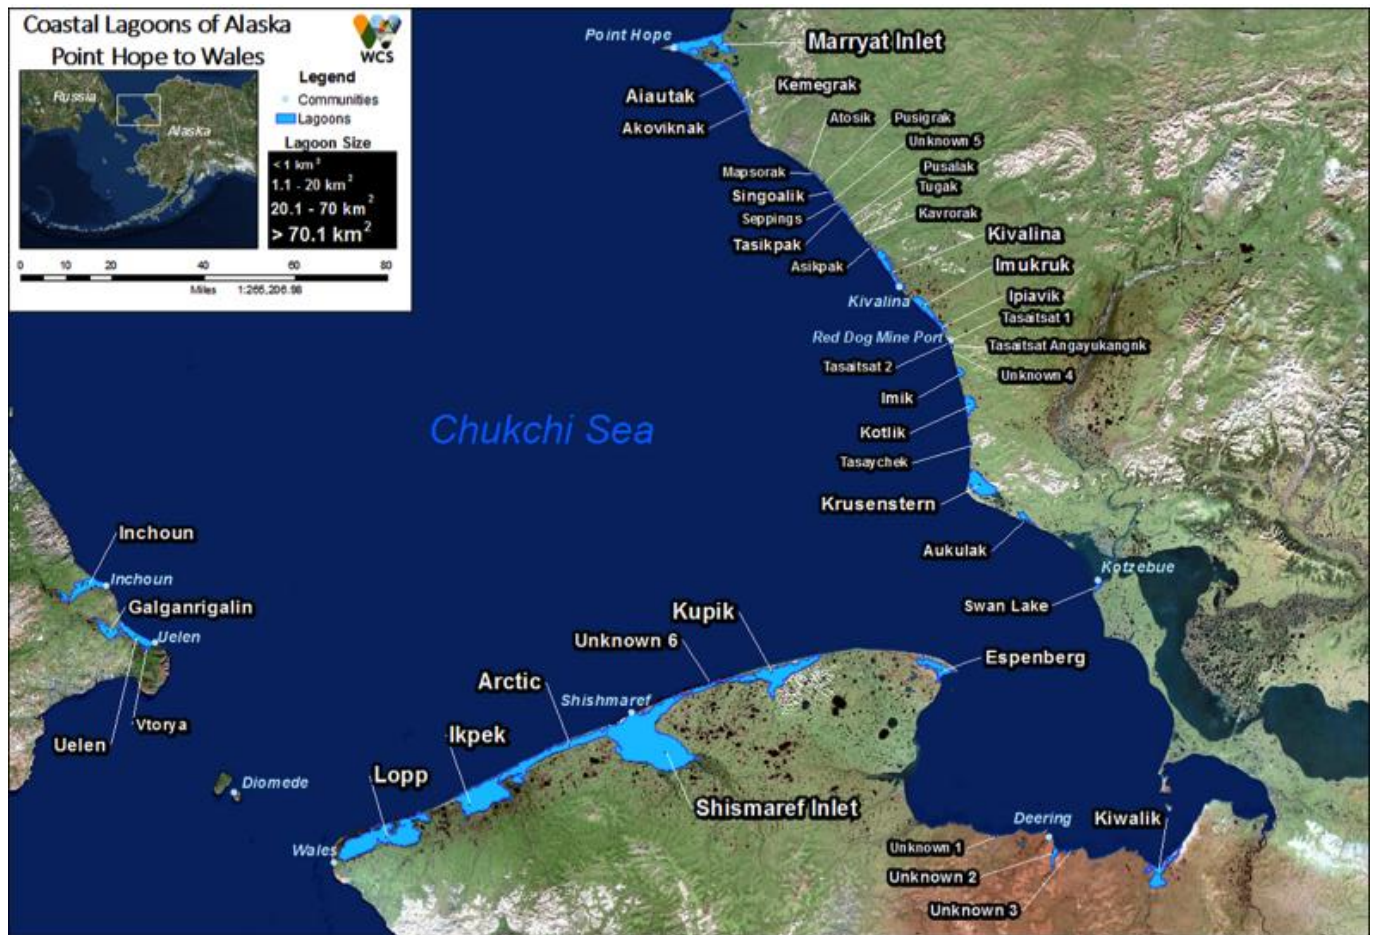 Coastal Lagoons of Alaska
Point Hope to Wales
WCS
Russia
Alaska
Legend
Communities
Lagoons
Lagoon Size
< 1 km²
1.1 - 20 km²
20.1 - 70 km²
> 70.1 km²
0 10 20 40 60 80
Miles 1:266,206.98
Point Hope
Marryat Inlet
Aiautak
Kemegrak
Akoviknak
Atosik
Pusigrak
Unknown 5
Mapsorak
Pusalak
Singoalik
Tugak
Seppings
Kavrorak
Tasikpak
Kivalina
Asikpak
Imukruk
Kivalina
Ipiavik
Tasaitsat 1
Red Dog Mine Port
Tasaitsat Angayukangrik
Tasaitsat 2
Unknown 4
Imik
Chukchi Sea
Kotlik
Tasaychek
Krusenstern
Inchoun
Aukulak
Kotzebue
Inchoun
Swan Lake
Galganrigalin
Kupik
Uelen
Unknown 6
Espenberg
Arctic
Shishmaref
Vtorya
Ikpek
Uelen
Lopp
Diomede
Shismaref Inlet
Deering
Kiwalik
Wales
Unknown 1
Unknown 2
Unknown 3